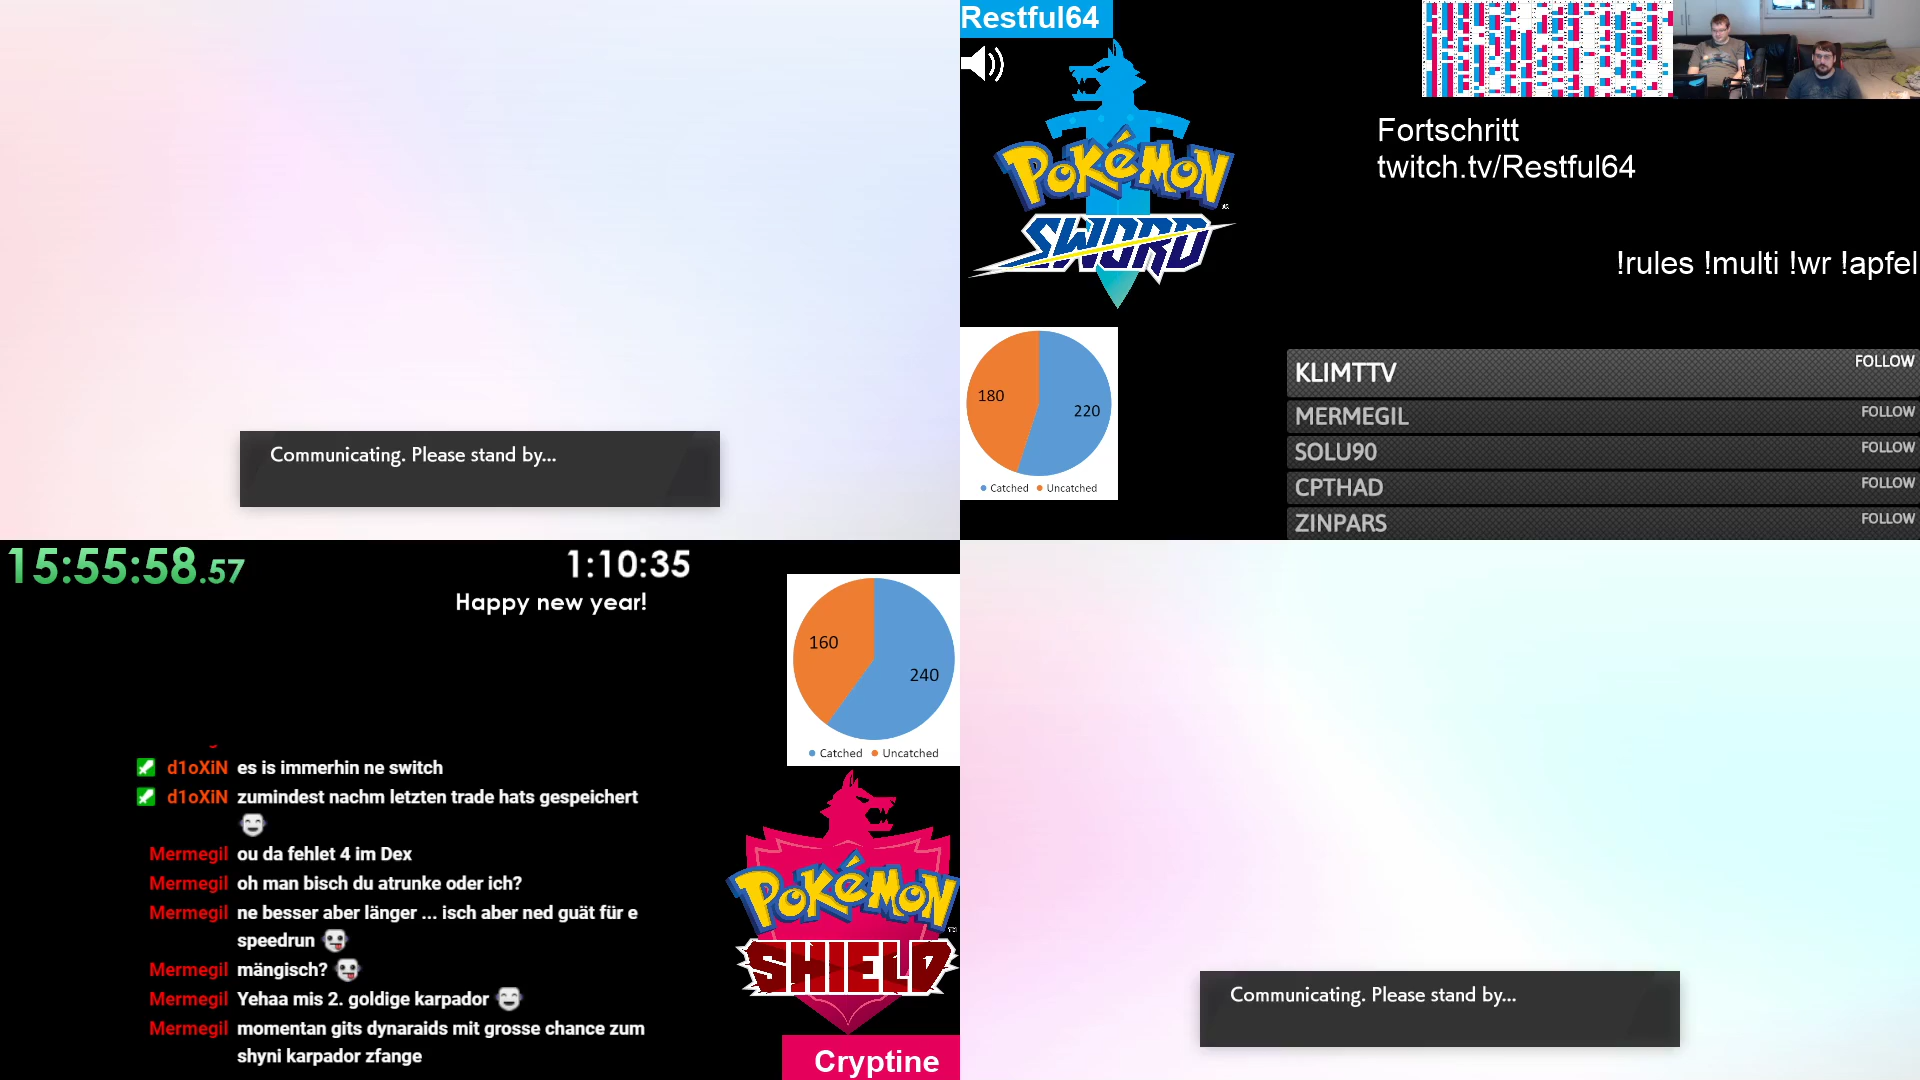 Communicating. Please stand by...
Restful64
POKéMON
SWORD
Fortschritt
twitch.tv/Restful64
!rules !multi !wr !apfel
180
220
Catched Uncatched
KLIMTTV FOLLOW
MERMEGIL FOLLOW
SOLU90 FOLLOW
CPTHAD FOLLOW
ZINPARS FOLLOW
15:55:58.57
1:10:35
Happy new year!
160
240
Catched Uncatched
d1oXiN es is immerhin ne switch
d1oXiN zumindest nachm letzten trade hats gespeichert
Mermegil ou da fehlet 4 im Dex
Mermegil oh man bisch du atrunke oder ich?
Mermegil ne besser aber länger ... isch aber ned guät für e
speedrun
Mermegil mängisch?
Mermegil Yehaa mis 2. goldige karpador
Mermegil momentan gits dynaraids mit grosse chance zum
shyni karpador zfange
POKéMON
SHIELD
Cryptine
Communicating. Please stand by...